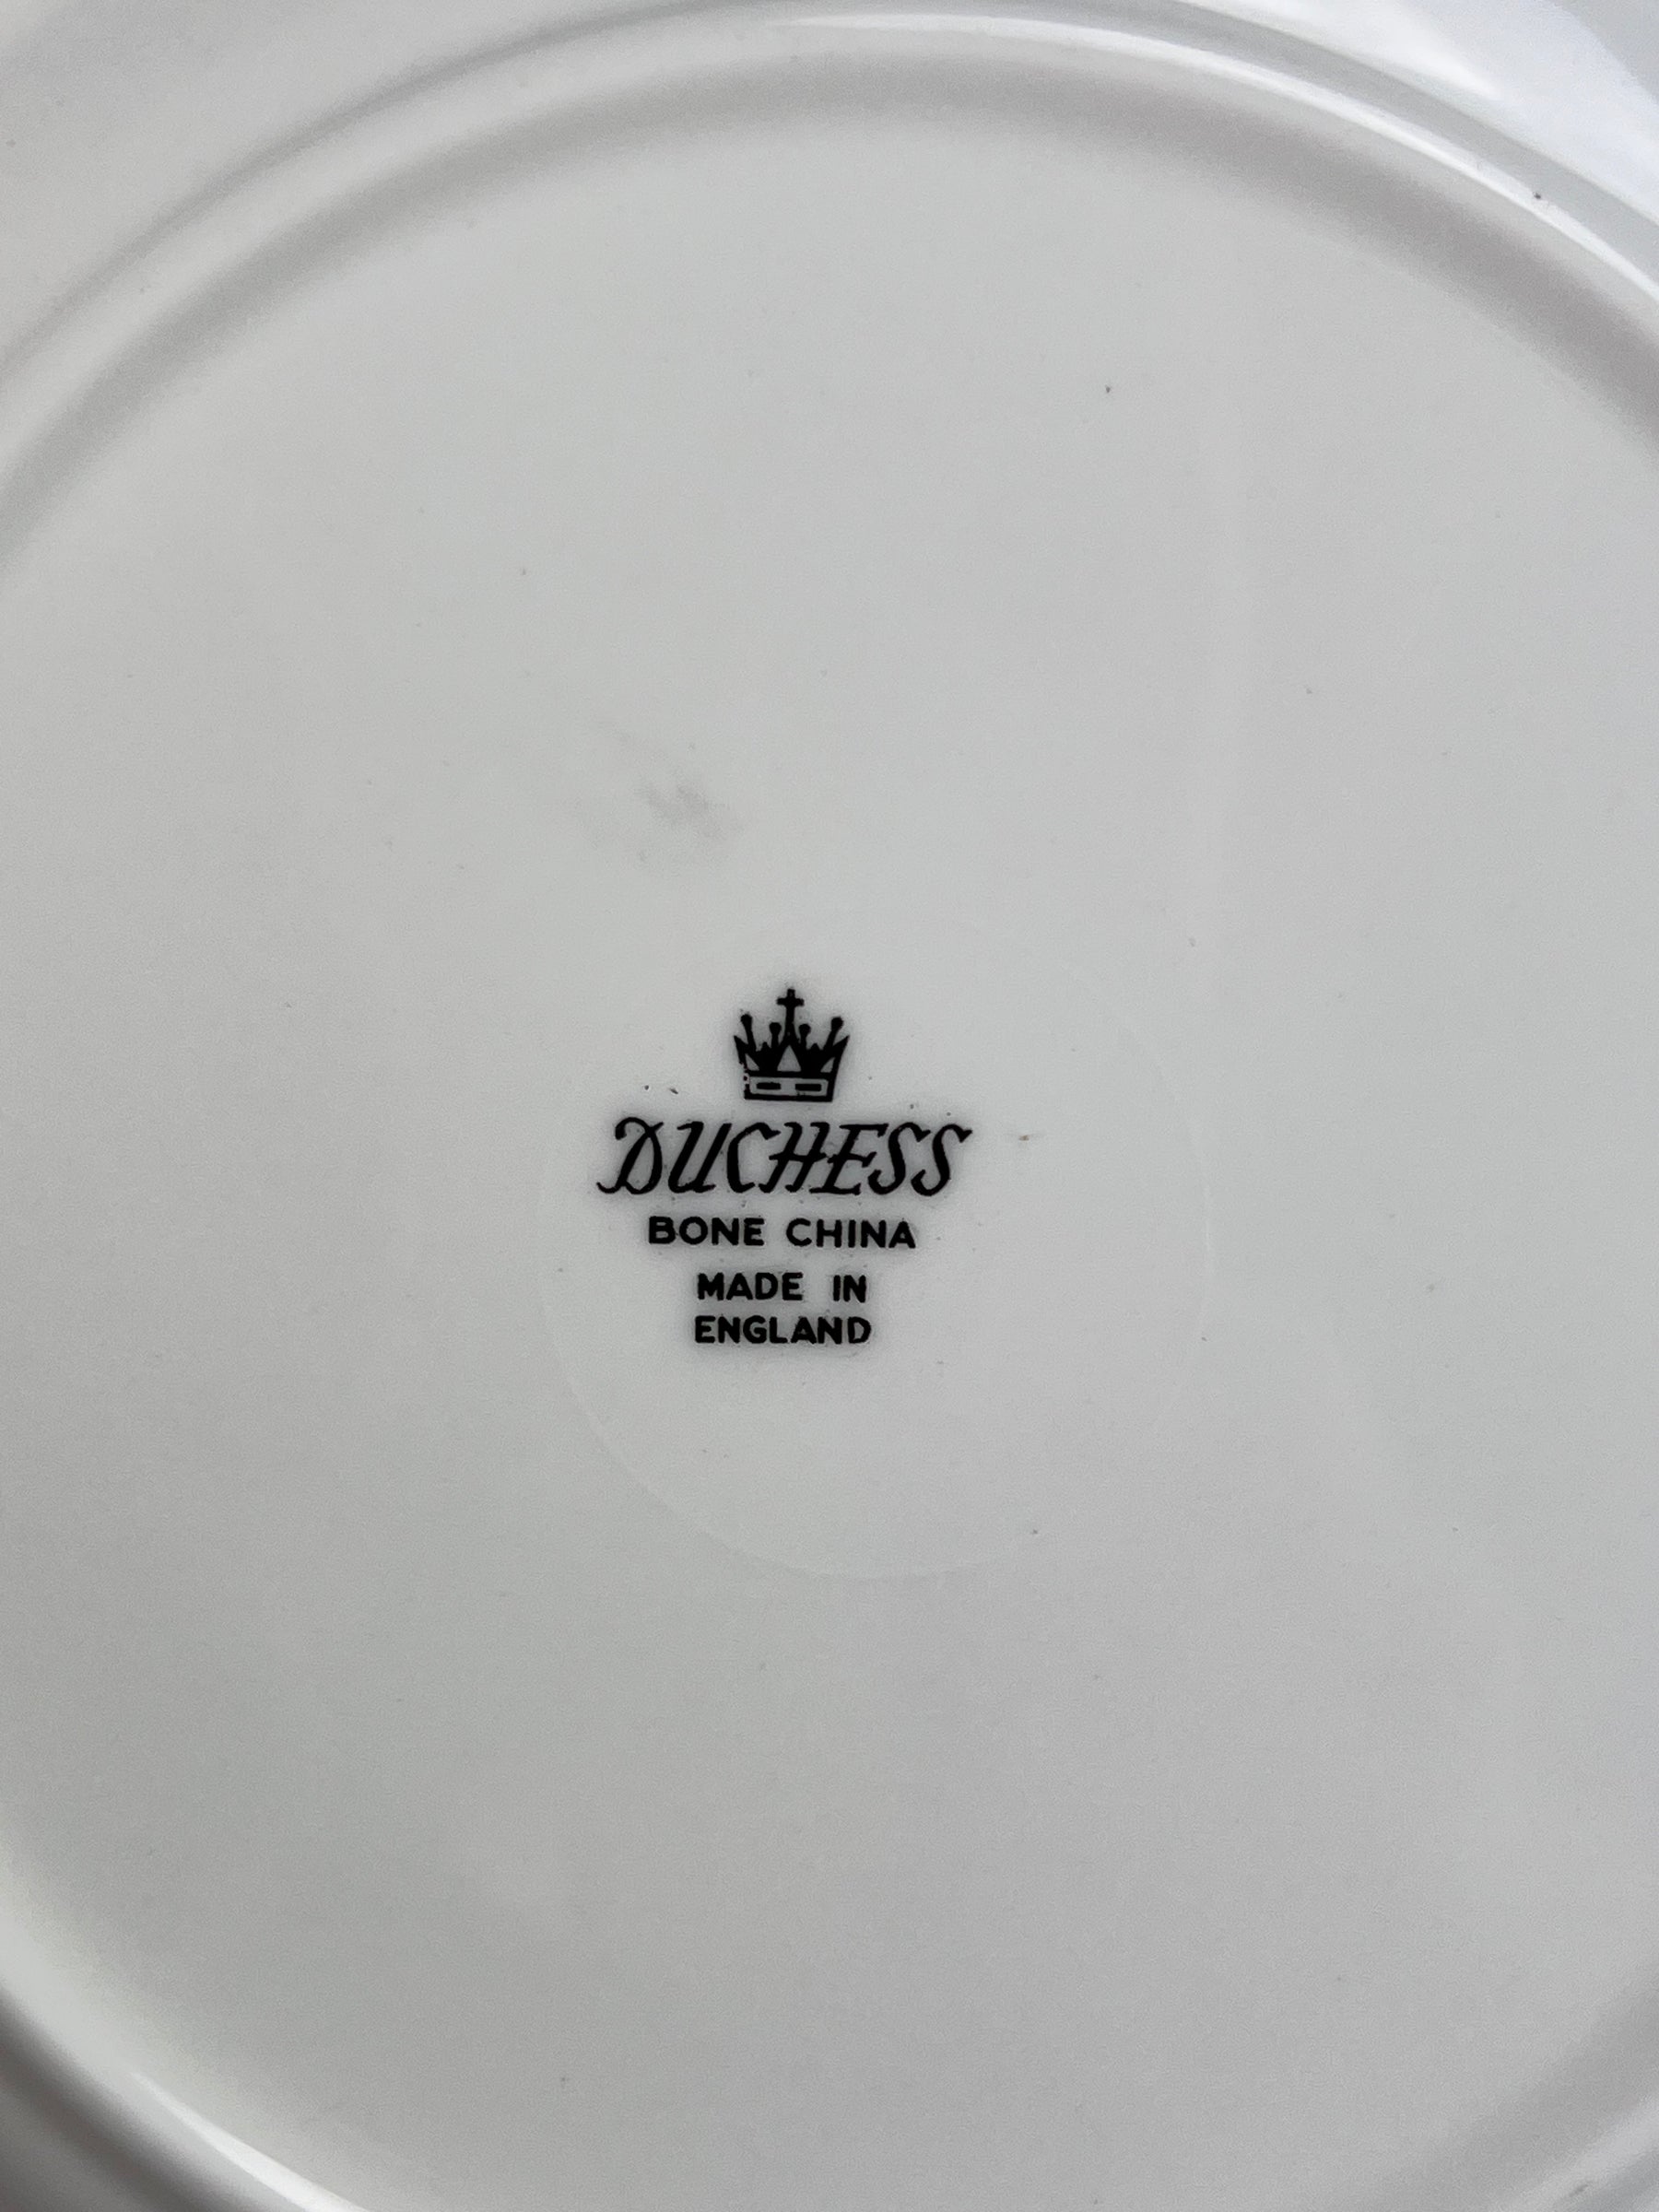 DUCHESS
BONE CHINA
MADE IN
ENGLAND